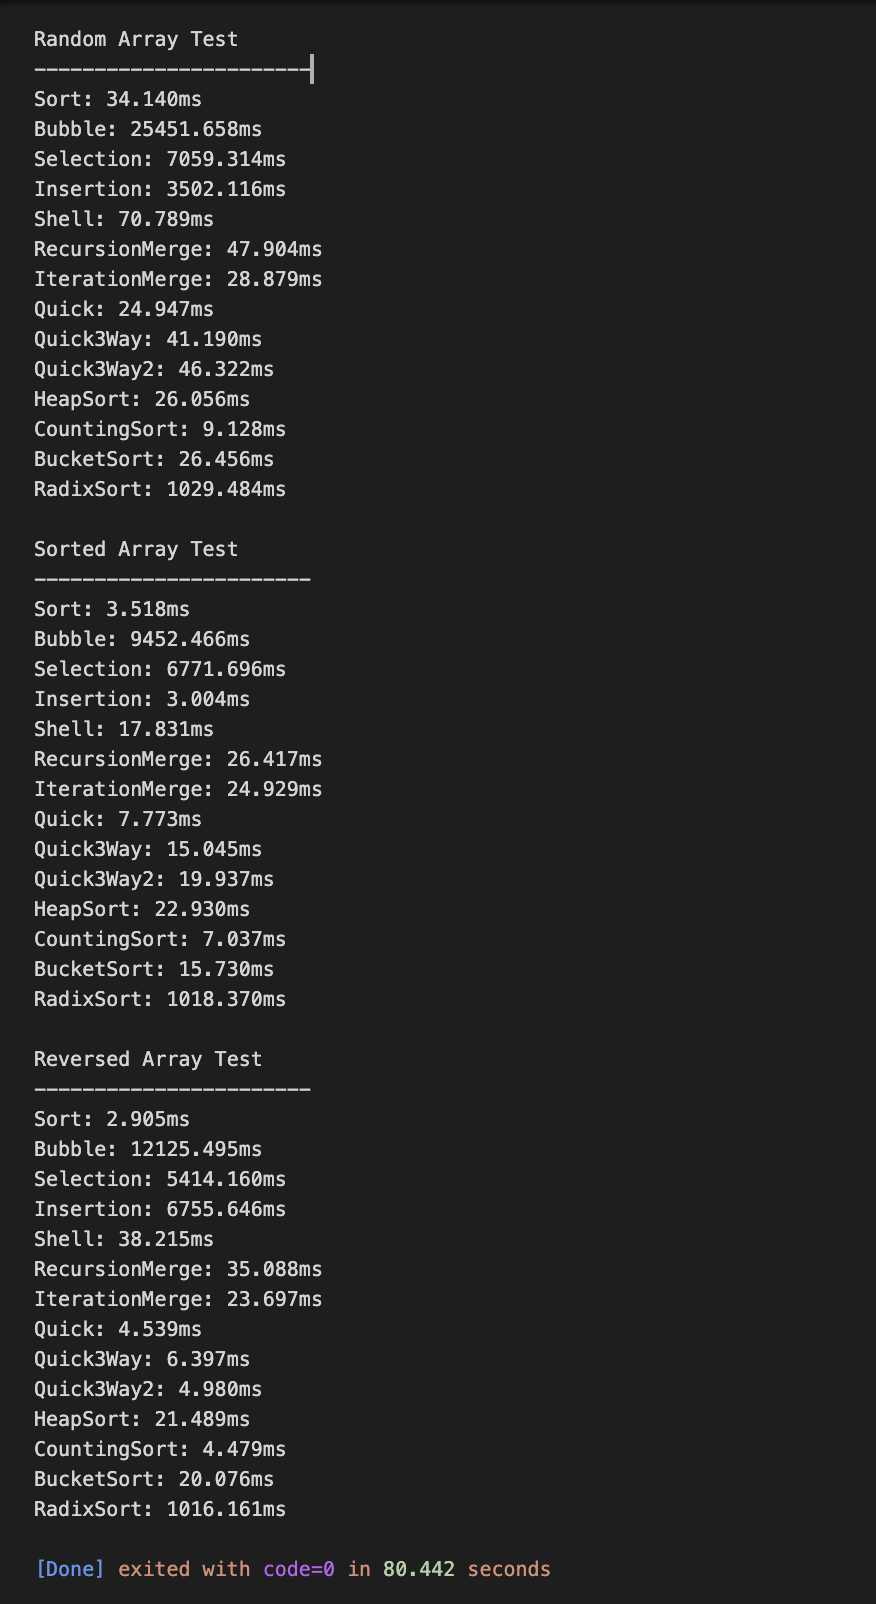 Random Array Test
-----------------------
Sort: 34.140ms
Bubble: 25451.658ms
Selection: 7059.314ms
Insertion: 3502.116ms
Shell: 70.789ms
RecursionMerge: 47.904ms
IterationMerge: 28.879ms
Quick: 24.947ms
Quick3Way: 41.190ms
Quick3Way2: 46.322ms
HeapSort: 26.056ms
CountingSort: 9.128ms
BucketSort: 26.456ms
RadixSort: 1029.484ms

Sorted Array Test
-----------------------
Sort: 3.518ms
Bubble: 9452.466ms
Selection: 6771.696ms
Insertion: 3.004ms
Shell: 17.831ms
RecursionMerge: 26.417ms
IterationMerge: 24.929ms
Quick: 7.773ms
Quick3Way: 15.045ms
Quick3Way2: 19.937ms
HeapSort: 22.930ms
CountingSort: 7.037ms
BucketSort: 15.730ms
RadixSort: 1018.370ms

Reversed Array Test
-----------------------
Sort: 2.905ms
Bubble: 12125.495ms
Selection: 5414.160ms
Insertion: 6755.646ms
Shell: 38.215ms
RecursionMerge: 35.088ms
IterationMerge: 23.697ms
Quick: 4.539ms
Quick3Way: 6.397ms
Quick3Way2: 4.980ms
HeapSort: 21.489ms
CountingSort: 4.479ms
BucketSort: 20.076ms
RadixSort: 1016.161ms

[Done] exited with code=0 in 80.442 seconds